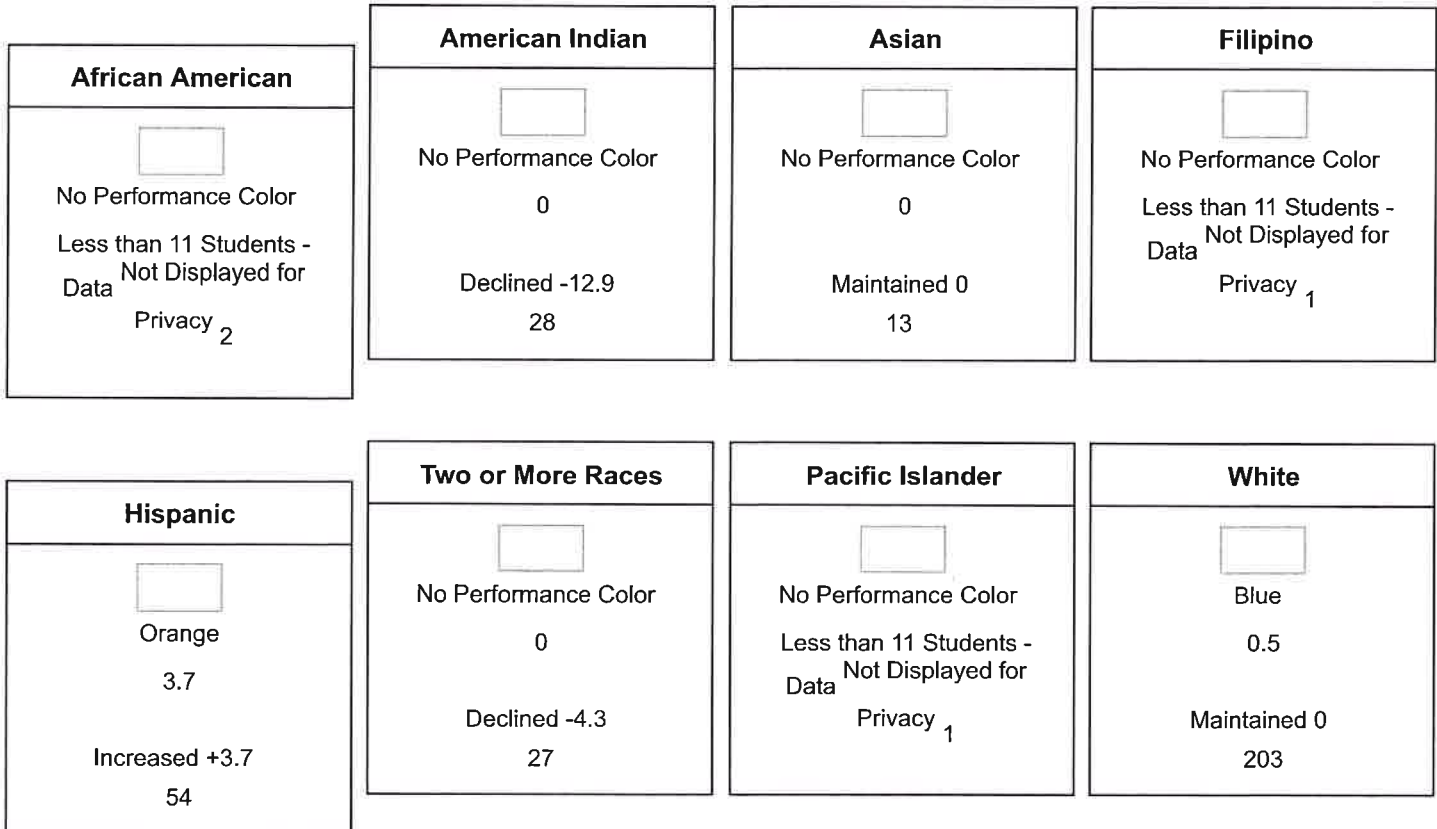 African American
No Performance Color
Less than 11 Students -
Data Not Displayed for
Privacy 2
American Indian
No Performance Color
0
Declined -12.9
28
Asian
No Performance Color
0
Maintained 0
13
Filipino
No Performance Color
Less than 11 Students -
Data Not Displayed for
Privacy 1
Hispanic
Orange
3.7
Increased +3.7
54
Two or More Races
No Performance Color
0
Declined -4.3
27
Pacific Islander
No Performance Color
Less than 11 Students -
Data Not Displayed for
Privacy 1
White
Blue
0.5
Maintained 0
203